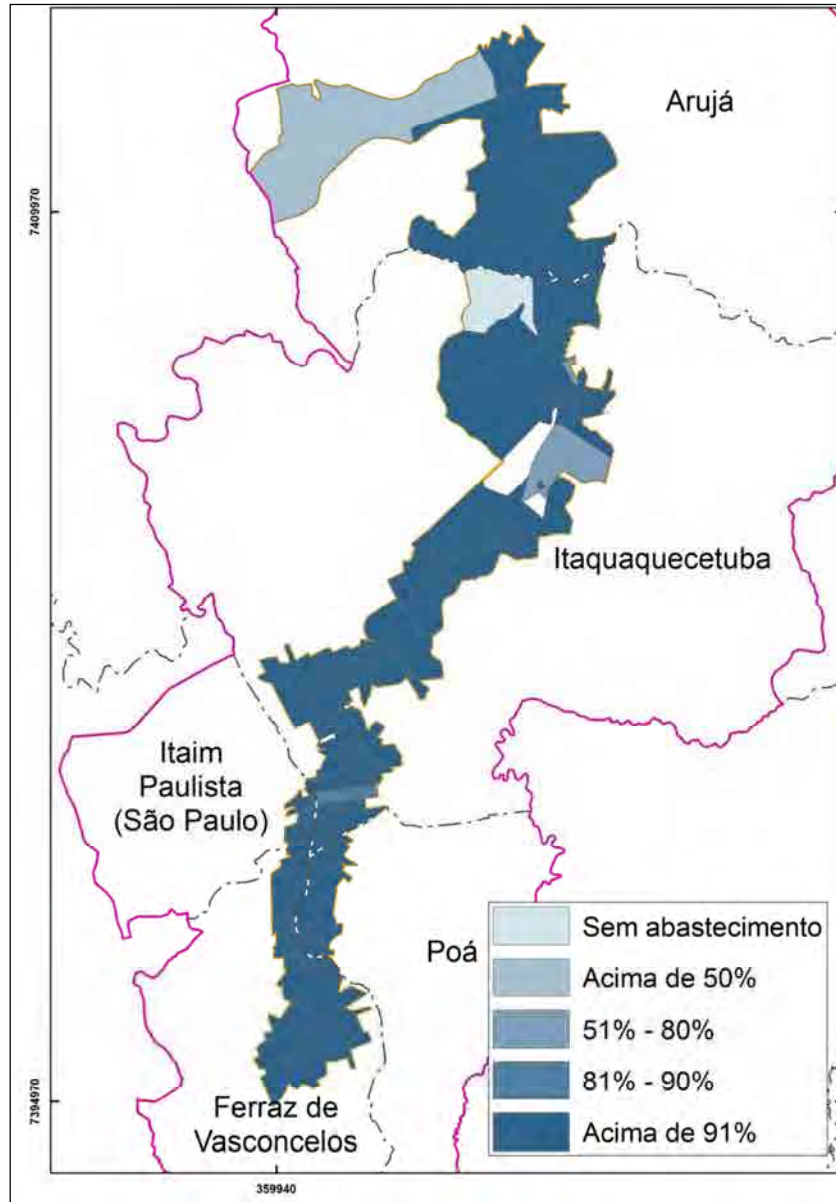 Arujá
7409970
Itaquaquecetuba
Itaim
Paulista
(São Paulo)
Poá
Ferraz de
Vasconcelos
7394970
359940
Sem abastecimento
Acima de 50%
51% - 80%
81% - 90%
Acima de 91%